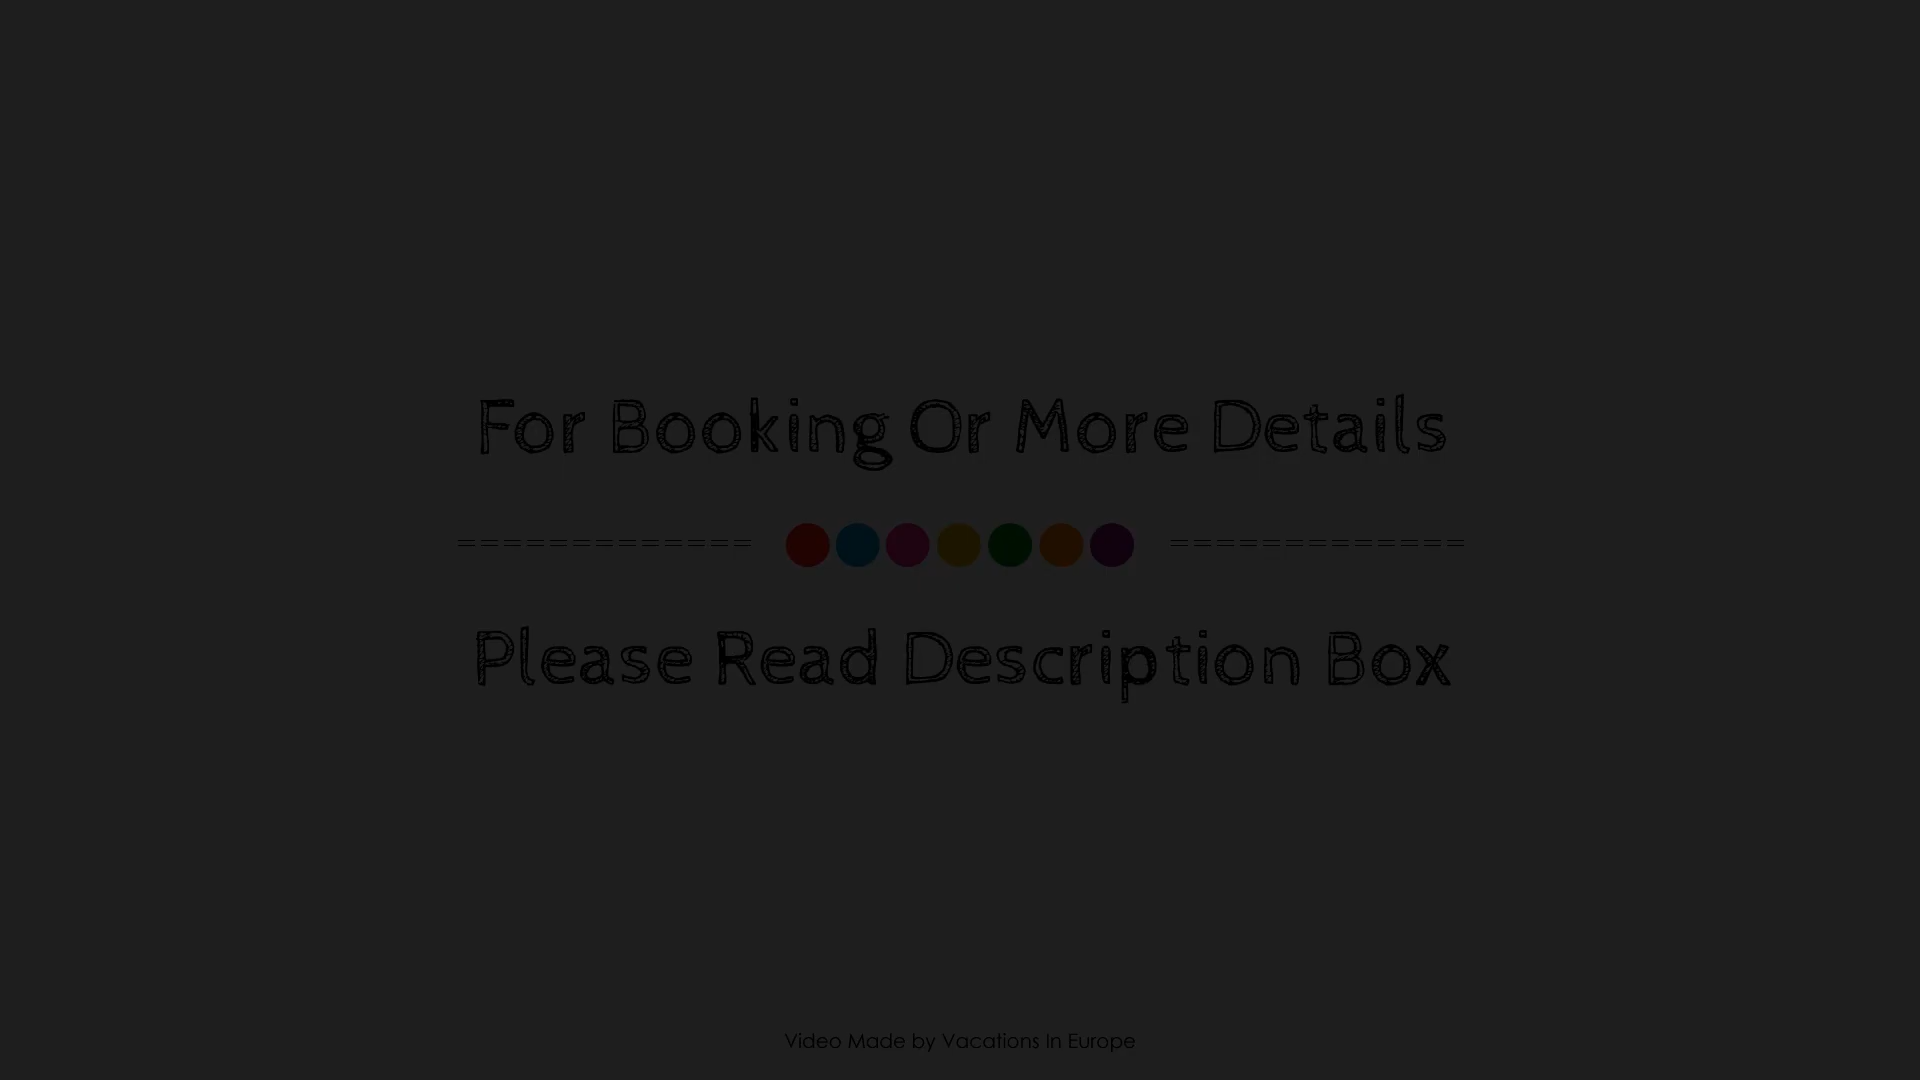 For Booking Or More Details
============= =============
Please Read Description Box
Video Made by Vacations In Europe